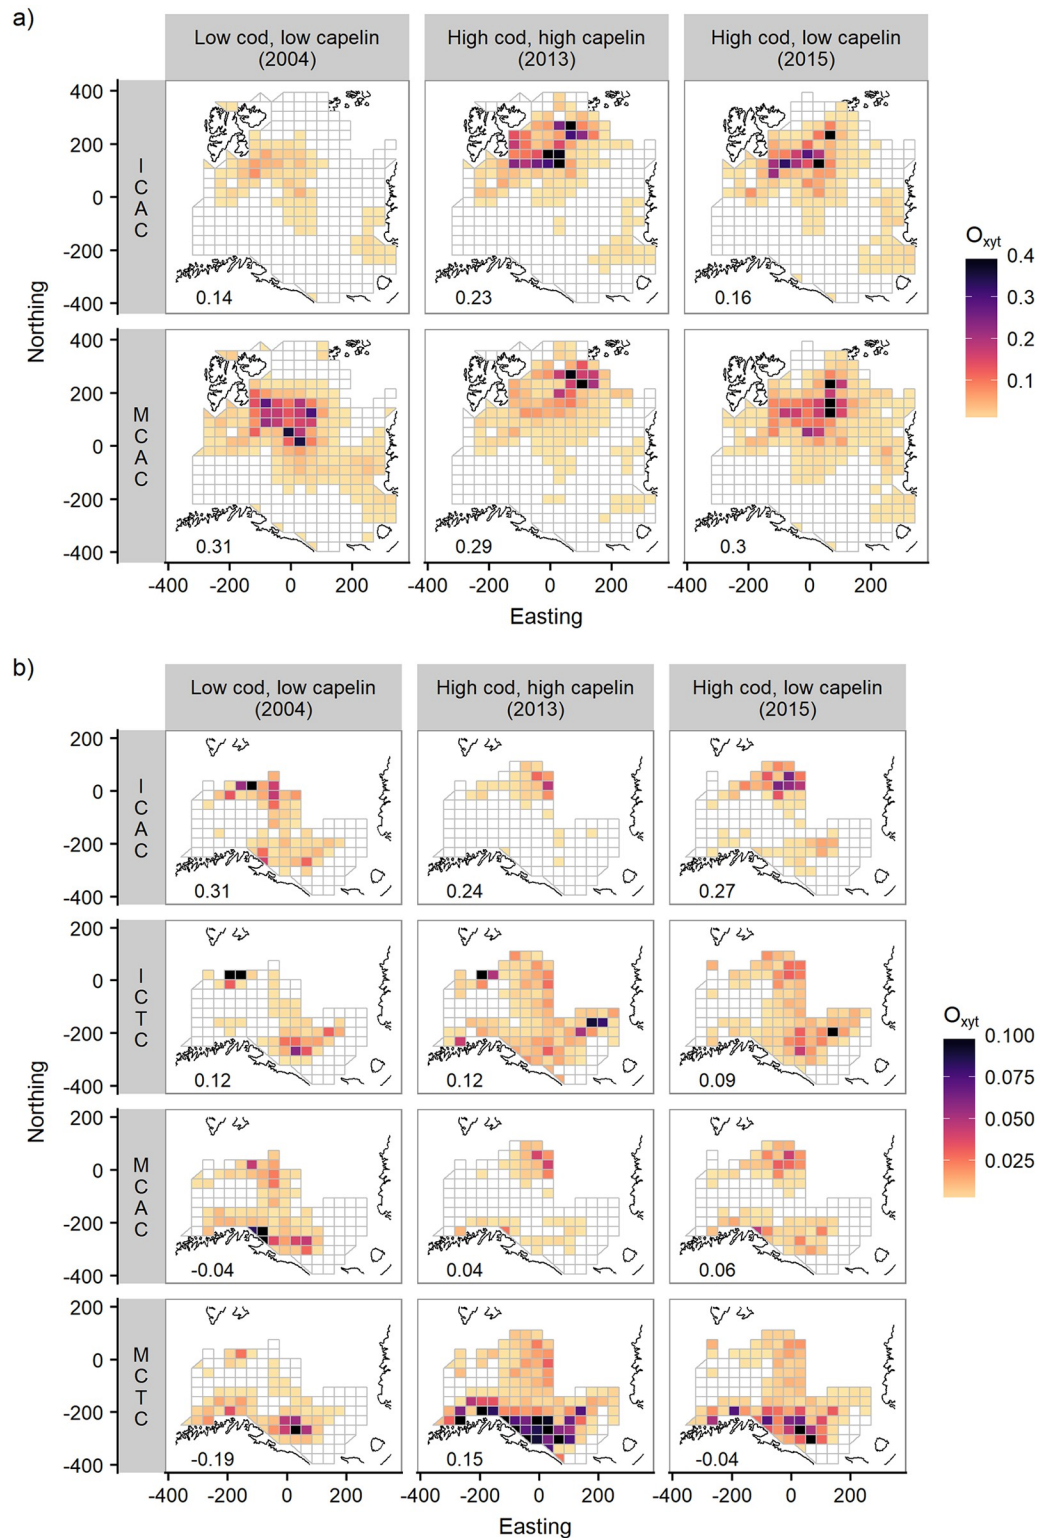 a)
Low cod, low capelin
(2004)
High cod, high capelin
(2013)
High cod, low capelin
(2015)
Northing
I
C
A
C
400
200
0
-200
-400
0.14
0.23
0.16
M
C
A
C
400
200
0
-200
-400
0.31
0.29
0.3
-400 -200 0 200
-400 -200 0 200
-400 -200 0 200
Easting
Oxyt
0.4
0.3
0.2
0.1
b)
Low cod, low capelin
(2004)
High cod, high capelin
(2013)
High cod, low capelin
(2015)
Northing
I
C
A
C
200
0
-200
-400
0.31
0.24
0.27
I
C
T
C
200
0
-200
-400
0.12
0.12
0.09
M
C
A
C
200
0
-200
-400
-0.04
0.04
0.06
M
C
T
C
200
0
-200
-400
-0.19
0.15
-0.04
-400 -200 0 200
-400 -200 0 200
-400 -200 0 200
Easting
Oxyt
0.100
0.075
0.050
0.025